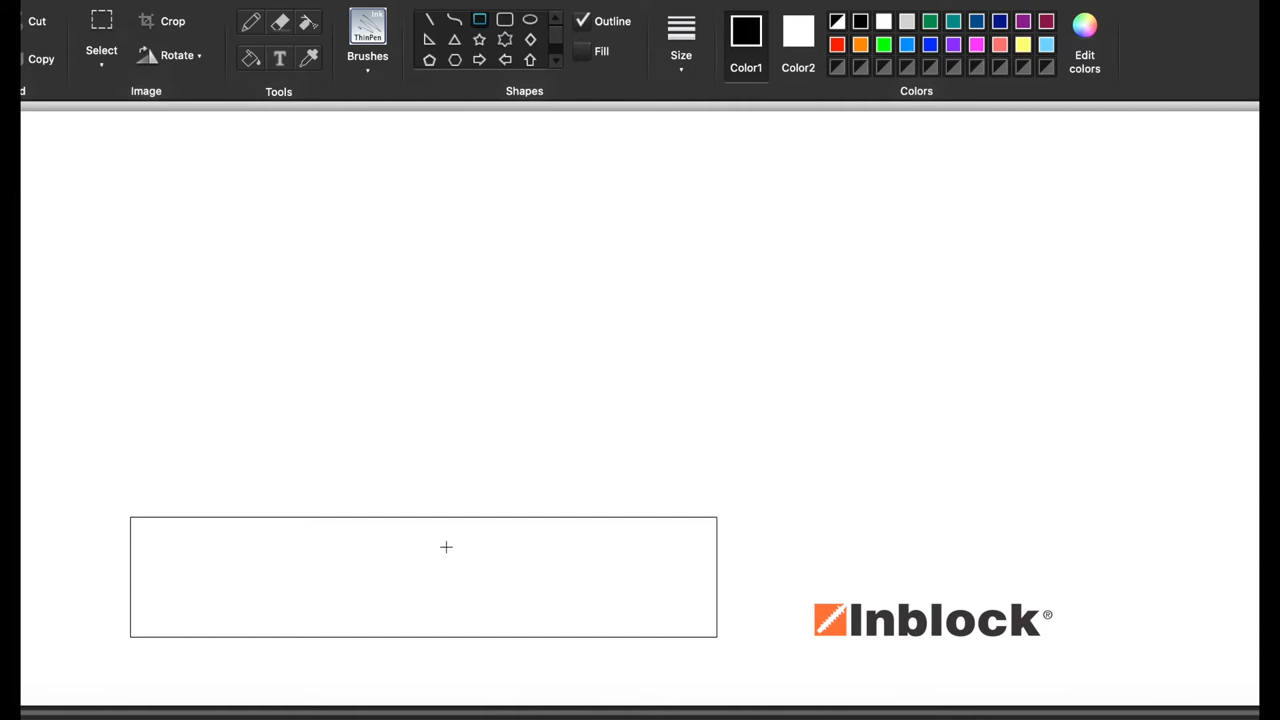 Cut
Crop
Select
Copy
Rotate
d
Image
Tools
Ink
ThinPen
Brushes
Outline
Fill
Shapes
Size
Color1
Color2
Edit
colors
Colors
Inblock®